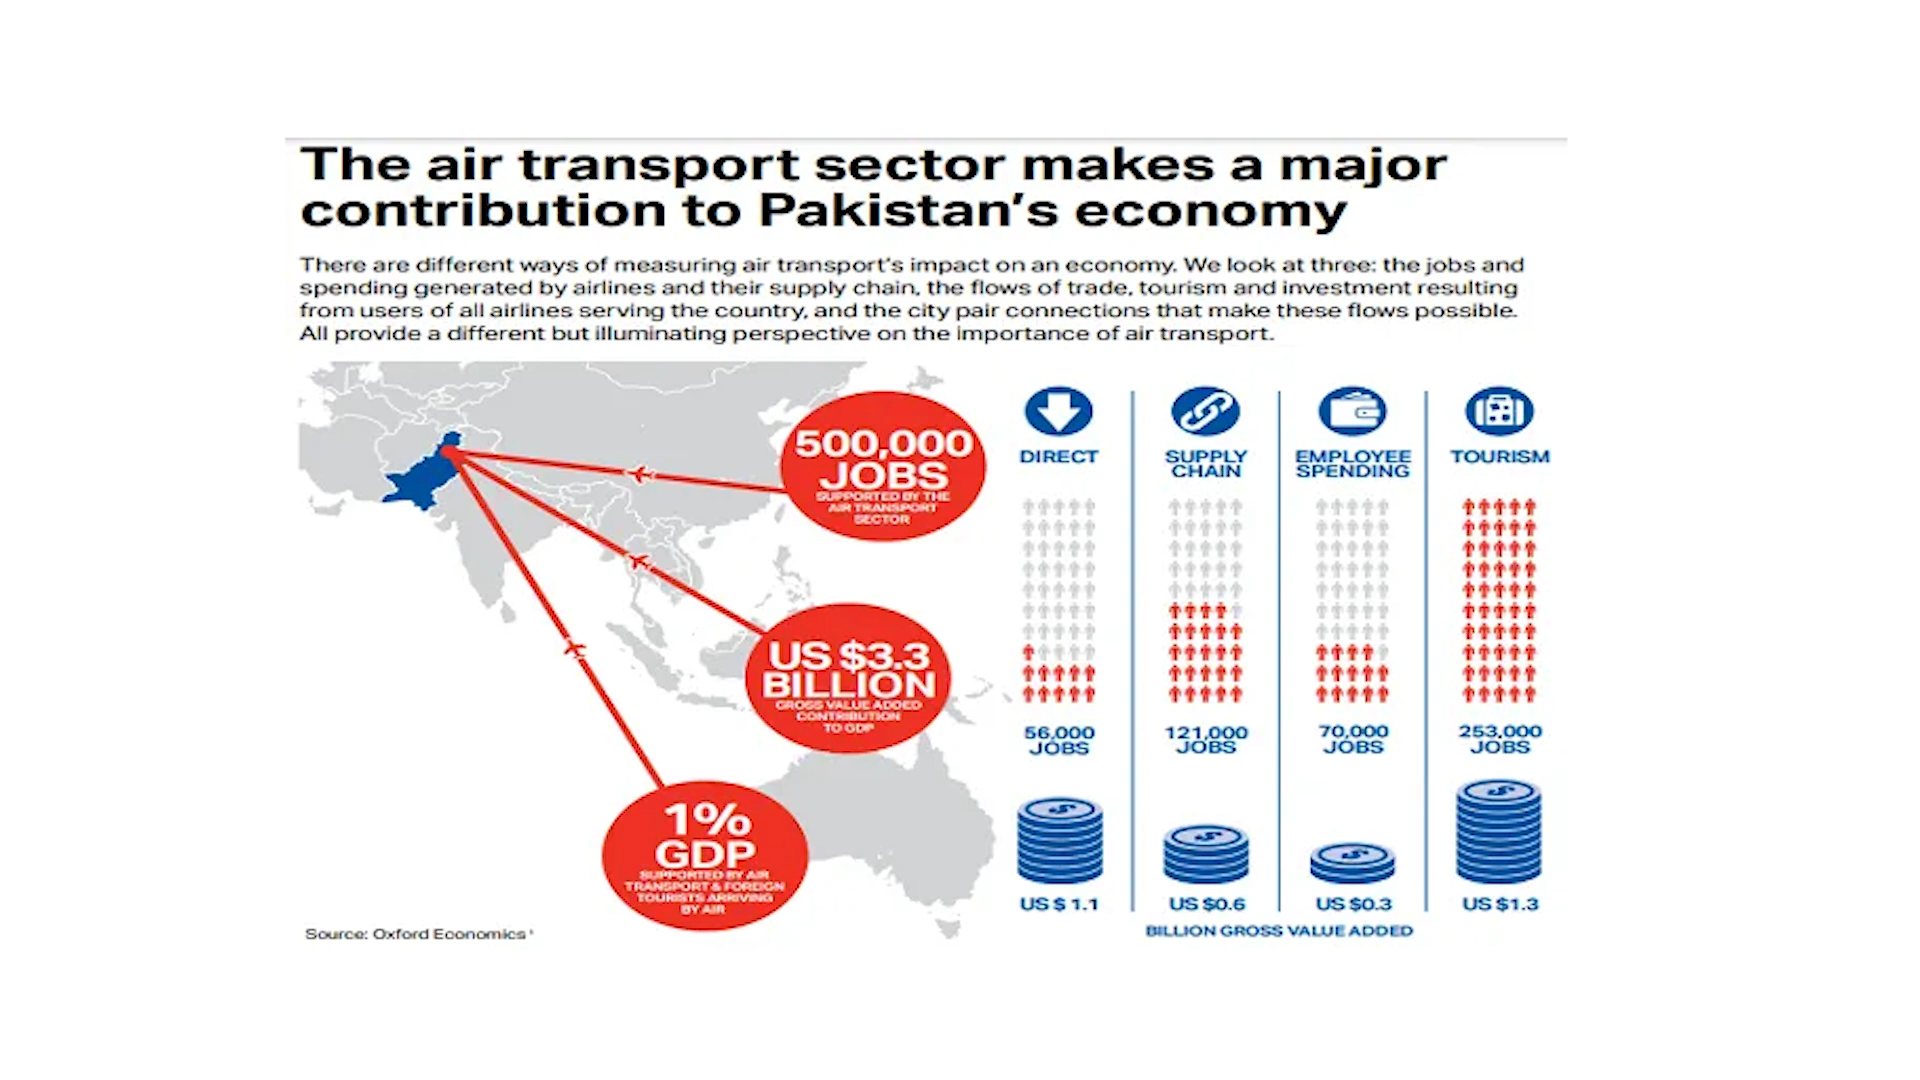 The air transport sector makes a major
contribution to Pakistan's economy
There are different ways of measuring air transport's impact on an economy. We look at three: the jobs and
spending generated by airlines and their supply chain, the flows of trade, tourism and investment resulting
from users of all airlines serving the country, and the city pair connections that make these flows possible.
All provide a different but illuminating perspective on the importance of air transport.
500,000
JOBS
SUPPORTED BY THE
AIR TRANSPORT
SECTOR
US $3.3
BILLION
GROSS VALUE ADDED
CONTRIBUTION
TO GDP
1%
GDP
SUPPORTED BY AIR
TRANSPORT & FOREIGN
TOURISTS ARRIVING
BY AIR
DIRECT
56,000
JOBS
US $ 1.1
SUPPLY
CHAIN
121,000
JOBS
US $0.6
EMPLOYEE
SPENDING
70,000
JOBS
US $0.3
TOURISM
253,000
JOBS
US $1.3
BILLION GROSS VALUE ADDED
Source: Oxford Economics